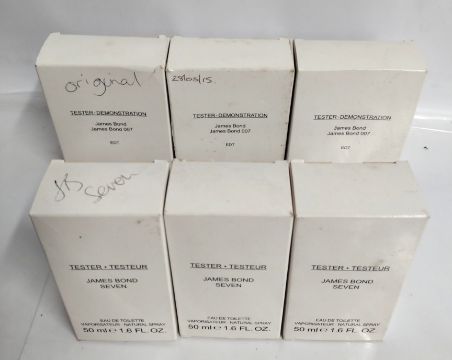 original
TESTER-DEMONSTRATION
James Bond
James Bond 007
EDT
TESTER-DEMONSTRATION
James Bond
James Bond 007
EDT
TESTER-DEMONSTRATION
James Bond
James Bond 007
EDT
JB
Seven
TESTER • TESTEUR
JAMES BOND
SEVEN
EAU DE TOILETTE
VAPORISATEUR NATURAL SPRAY
50 ml e 1.6 FL. OZ.
TESTER • TESTEUR
JAMES BOND
SEVEN
EAU DE TOILETTE
VAPORISATEUR NATURAL SPRAY
50 ml e 1.6 FL. OZ.
TESTER • TESTEUR
JAMES BOND
SEVEN
EAU DE TOILETTE
VAPORISATEUR NATURAL SPRAY
50 ml e 1.6 FL. OZ.